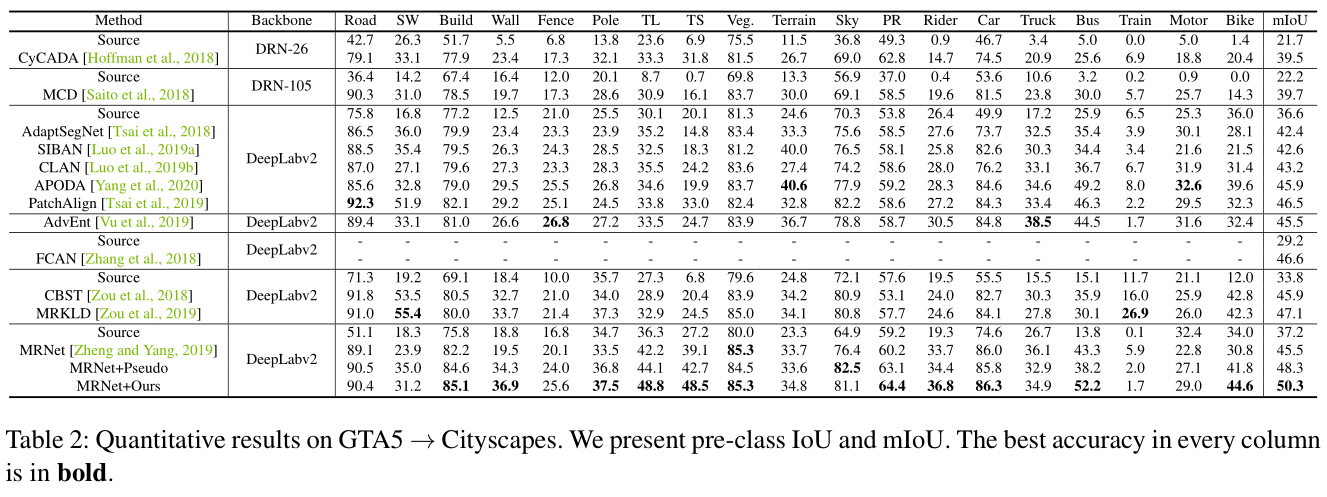 Method Backbone Road SW Build Wall Fence Pole TL TS Veg. Terrain Sky PR Rider Car Truck Bus Train Motor Bike mIoU
Source DRN-26 42.7 26.3 51.7 5.5 6.8 13.8 23.6 6.9 75.5 11.5 36.8 49.3 0.9 46.7 3.4 5.0 0.0 5.0 1.4 21.7
CyCADA [Hoffman et al., 2018] 79.1 33.1 77.9 23.4 17.3 32.1 33.3 31.8 81.5 26.7 69.0 62.8 14.7 74.5 20.9 25.6 6.9 18.8 20.4 39.5
Source DRN-105 36.4 14.2 67.4 16.4 12.0 20.1 8.7 0.7 69.8 13.3 56.9 37.0 0.4 53.6 10.6 3.2 0.2 0.9 0.0 22.2
MCD [Saito et al., 2018] 90.3 31.0 78.5 19.7 17.3 28.6 30.9 16.1 83.7 30.0 69.1 58.5 19.6 81.5 23.8 30.0 5.7 25.7 14.3 39.7
Source DeepLabv2 75.8 16.8 77.2 12.5 21.0 25.5 30.1 20.1 81.3 24.6 70.3 53.8 26.4 49.9 17.2 25.9 6.5 25.3 36.0 36.6
AdaptSegNet [Tsai et al., 2018] 86.5 36.0 79.9 23.4 23.3 23.9 35.2 14.8 83.4 33.3 75.6 58.5 27.6 73.7 32.5 35.4 3.9 30.1 28.1 42.4
SIBAN [Luo et al., 2019a] 88.5 35.4 79.5 26.3 24.3 28.5 32.5 18.3 81.2 40.0 76.5 58.1 25.8 82.6 30.3 34.4 3.4 21.6 21.5 42.6
CLAN [Luo et al., 2019b] 87.0 27.1 79.6 27.3 23.3 28.3 35.5 24.2 83.6 27.4 74.2 58.6 28.0 76.2 33.1 36.7 6.7 31.9 31.4 43.2
APODA [Yang et al., 2020] 85.6 32.8 79.0 29.5 25.5 26.8 34.6 19.9 83.7 40.6 77.9 59.2 28.3 84.6 34.6 49.2 8.0 32.6 39.6 45.9
PatchAlign [Tsai et al., 2019] 92.3 51.9 82.1 29.2 25.1 24.5 33.8 33.0 82.4 32.8 82.2 58.6 27.2 84.3 33.4 46.3 2.2 29.5 32.3 46.5
AdvEnt [Vu et al., 2019] DeepLabv2 89.4 33.1 81.0 26.6 26.8 27.2 33.5 24.7 83.9 36.7 78.8 58.7 30.5 84.8 38.5 44.5 1.7 31.6 32.4 45.5
Source DeepLabv2 - - - - - - - - - - - - - - - - - - - 29.2
FCAN [Zhang et al., 2018] - - - - - - - - - - - - - - - - - - - 46.6
Source DeepLabv2 71.3 19.2 69.1 18.4 10.0 35.7 27.3 6.8 79.6 24.8 72.1 57.6 19.5 55.5 15.5 15.1 11.7 21.1 12.0 33.8
CBST [Zou et al., 2018] 91.8 53.5 80.5 32.7 21.0 34.0 28.9 20.4 83.9 34.2 80.9 53.1 24.0 82.7 30.3 35.9 16.0 25.9 42.8 45.9
MRKLD [Zou et al., 2019] 91.0 55.4 80.0 33.7 21.4 37.3 32.9 24.5 85.0 34.1 80.8 57.7 24.6 84.1 27.8 30.1 26.9 26.0 42.3 47.1
Source DeepLabv2 51.1 18.3 75.8 18.8 16.8 34.7 36.3 27.2 80.0 23.3 64.9 59.2 19.3 74.6 26.7 13.8 0.1 32.4 34.0 37.2
MRNet [Zheng and Yang, 2019] 89.1 23.9 82.2 19.5 20.1 33.5 42.2 39.1 85.3 33.7 76.4 60.2 33.7 86.0 36.1 43.3 5.9 22.8 30.8 45.5
MRNet+Pseudo 90.5 35.0 84.6 34.3 24.0 36.8 44.1 42.7 84.5 33.6 82.5 63.1 34.4 85.8 32.9 38.2 2.0 27.1 41.8 48.3
MRNet+Ours 90.4 31.2 85.1 36.9 25.6 37.5 48.8 48.5 85.3 34.8 81.1 64.4 36.8 86.3 34.9 52.2 1.7 29.0 44.6 50.3
Table 2: Quantitative results on GTA5 → Cityscapes. We present pre-class IoU and mIoU. The best accuracy in every column
is in bold.